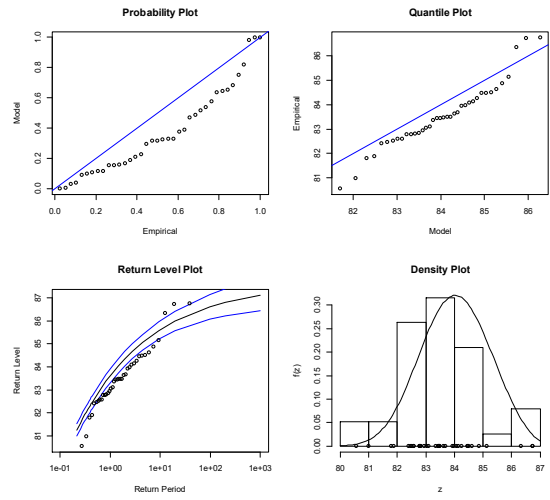 Probability Plot
Model
0.0 0.2 0.4 0.6 0.8 1.0
0.0 0.2 0.4 0.6 0.8 1.0
Empirical
Quantile Plot
Empirical
81 82 83 84 85 86
82 83 84 85 86
Model
Return Level Plot
Return Level
81 82 83 84 85 86 87
1e-01 1e+00 1e+01 1e+02 1e+03
Return Period
Density Plot
f(z)
0.00 0.05 0.10 0.15 0.20 0.25 0.30
80 81 82 83 84 85 86 87
z